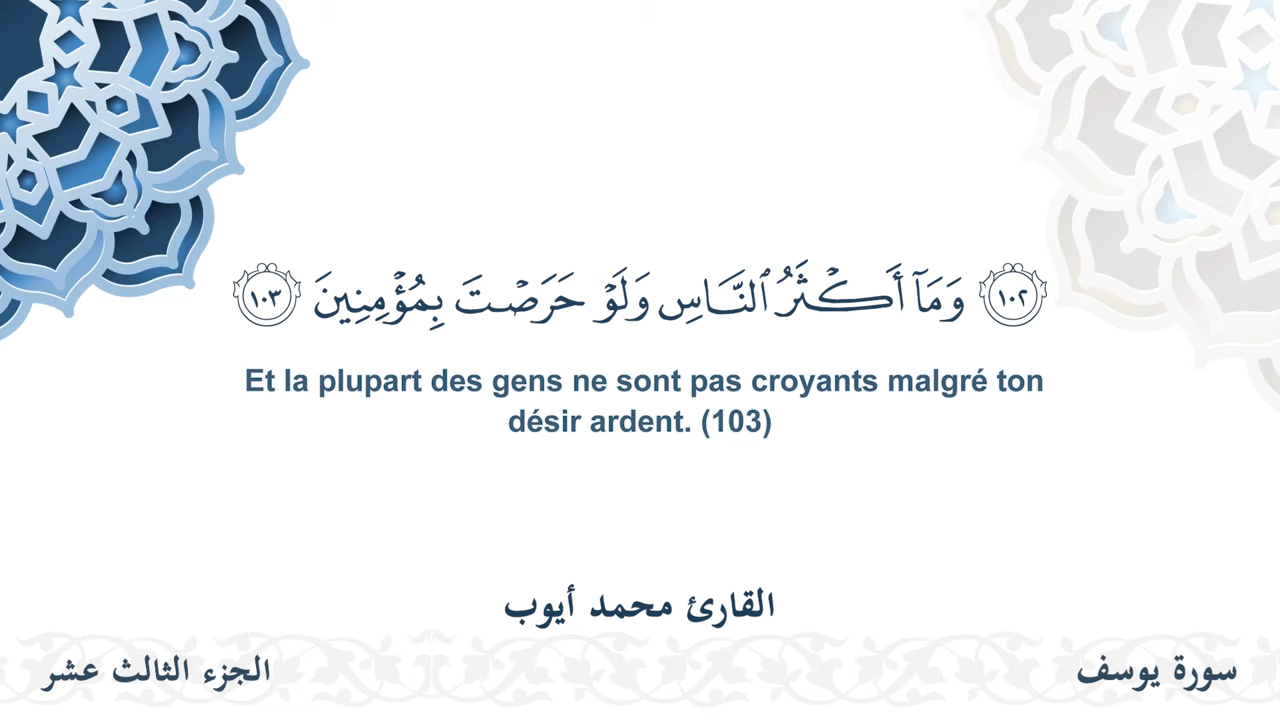 ١٠٢ وَمَآ أَكۡثَرُ ٱلنَّاسِ وَلَوۡ حَرَصۡتَ بِمُؤۡمِنِينَ ١٠٣
Et la plupart des gens ne sont pas croyants malgré ton
désir ardent. (103)
القارئ محمد أيوب
سورة يوسف
الجزء الثالث عشر